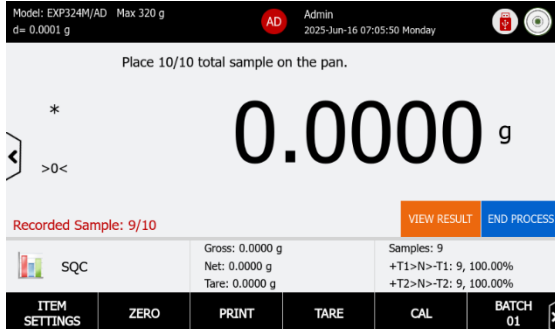 Model: EXP324M/AD Max 320 g
d= 0.0001 g
AD
Admin
2025-Jun-16 07:05:50 Monday
Place 10/10 total sample on the pan.
*
>0<
0.0000 g
Recorded Sample: 9/10
VIEW RESULT
END PROCESS
SQC
Gross: 0.0000 g
Net: 0.0000 g
Tare: 0.0000 g
Samples: 9
+T1>N>-T1: 9, 100.00%
+T2>N>-T2: 9, 100.00%
ITEM
SETTINGS
ZERO
PRINT
TARE
CAL
BATCH
01